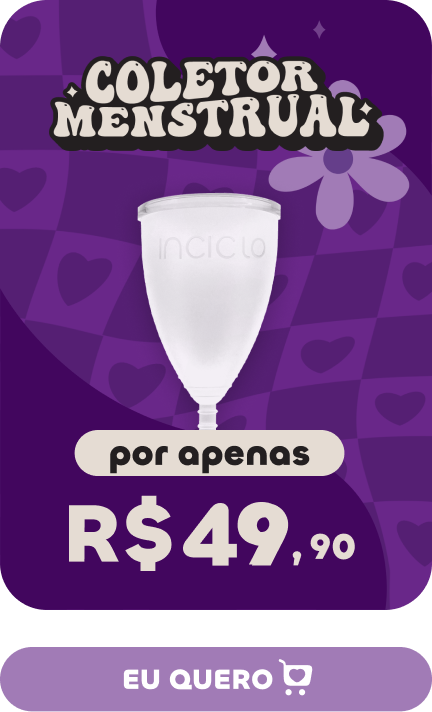 COLETOR
MENSTRUAL
INCICLO
por apenas
R$49,90
EU QUERO